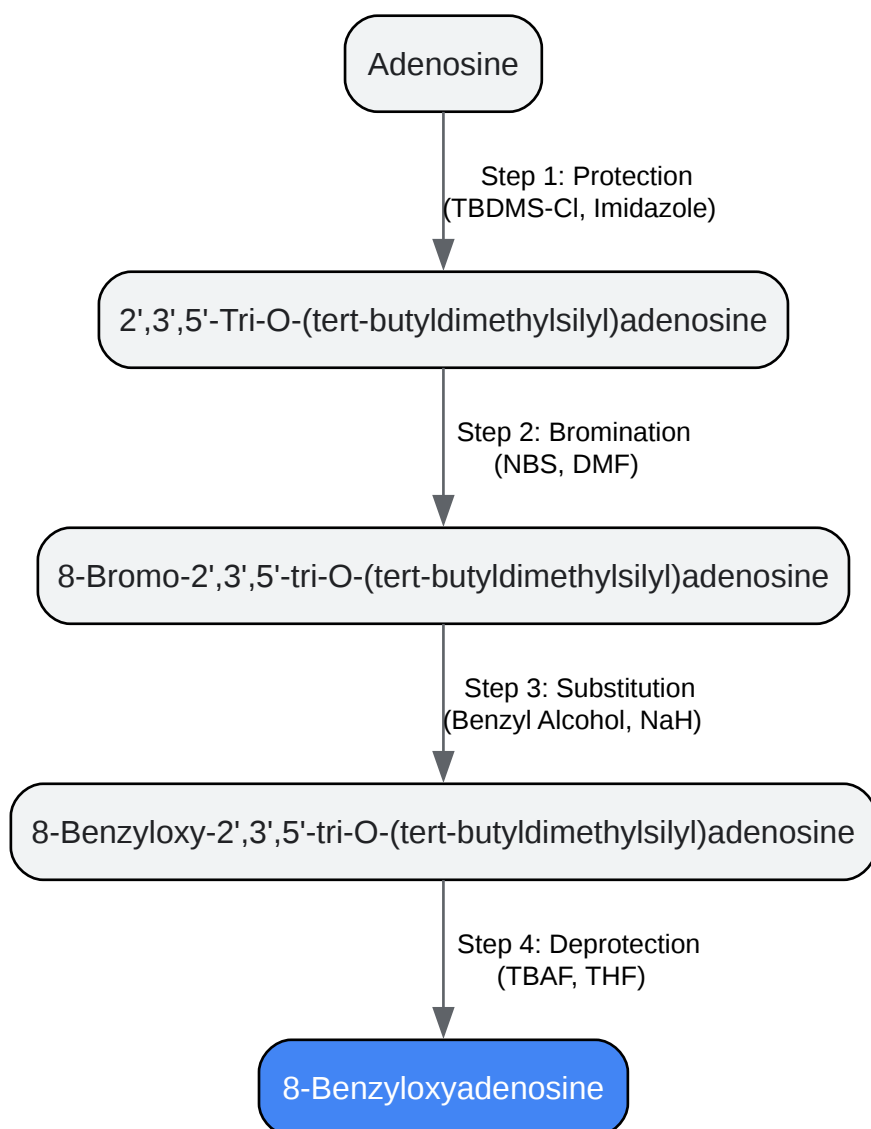 Adenosine
Step 1: Protection
(TBDMS-Cl, Imidazole)
2',3',5'-Tri-O-(tert-butyldimethylsilyl)adenosine
Step 2: Bromination
(NBS, DMF)
8-Bromo-2',3',5'-tri-O-(tert-butyldimethylsilyl)adenosine
Step 3: Substitution
(Benzyl Alcohol, NaH)
8-Benzyloxy-2',3',5'-tri-O-(tert-butyldimethylsilyl)adenosine
Step 4: Deprotection
(TBAF, THF)
8-Benzyloxyadenosine